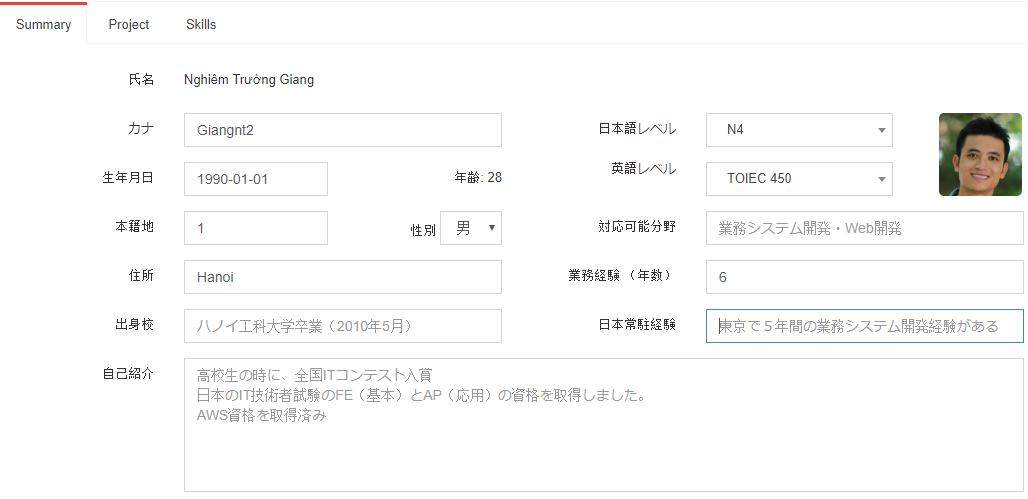 Summary Project Skills
氏名 Nghiêm Trường Giang
カナ Giangnt2 日本語レベル N4
生年月日 1990-01-01 年齢: 28 英語レベル TOIEC 450
本籍地 1 性別 男 対応可能分野 業務システム開発・Web開発
住所 Hanoi 業務経験 （年数） 6
出身校 ハノイ工科大学卒業（2010年5月） 日本常駐経験 東京で５年間の業務システム開発経験がある
自己紹介 高校生の時に、全国ITコンテスト入賞
日本のIT技術者試験のFE（基本）とAP（応用）の資格を取得しました。
AWS資格を取得済み